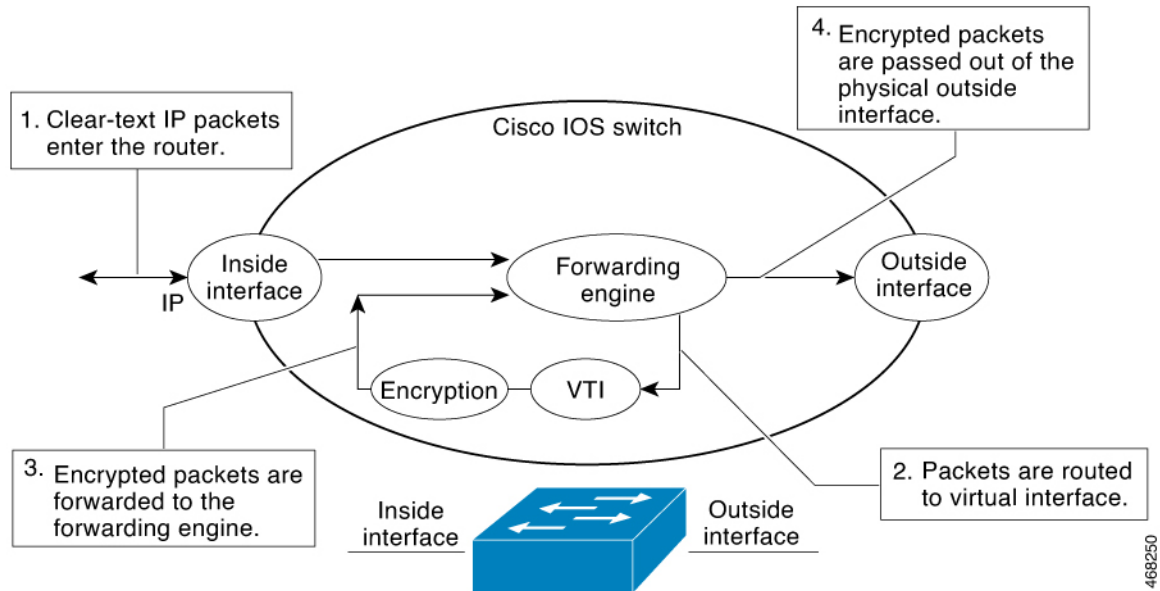 1. Clear-text IP packets
enter the router.
4. Encrypted packets
are passed out of the
physical outside
interface.
Cisco IOS switch
Inside
interface
IP
Forwarding
engine
Outside
interface
Encryption
VTI
3. Encrypted packets are
forwarded to the
forwarding engine.
2. Packets are routed
to virtual interface.
Inside
interface
Outside
interface
468250